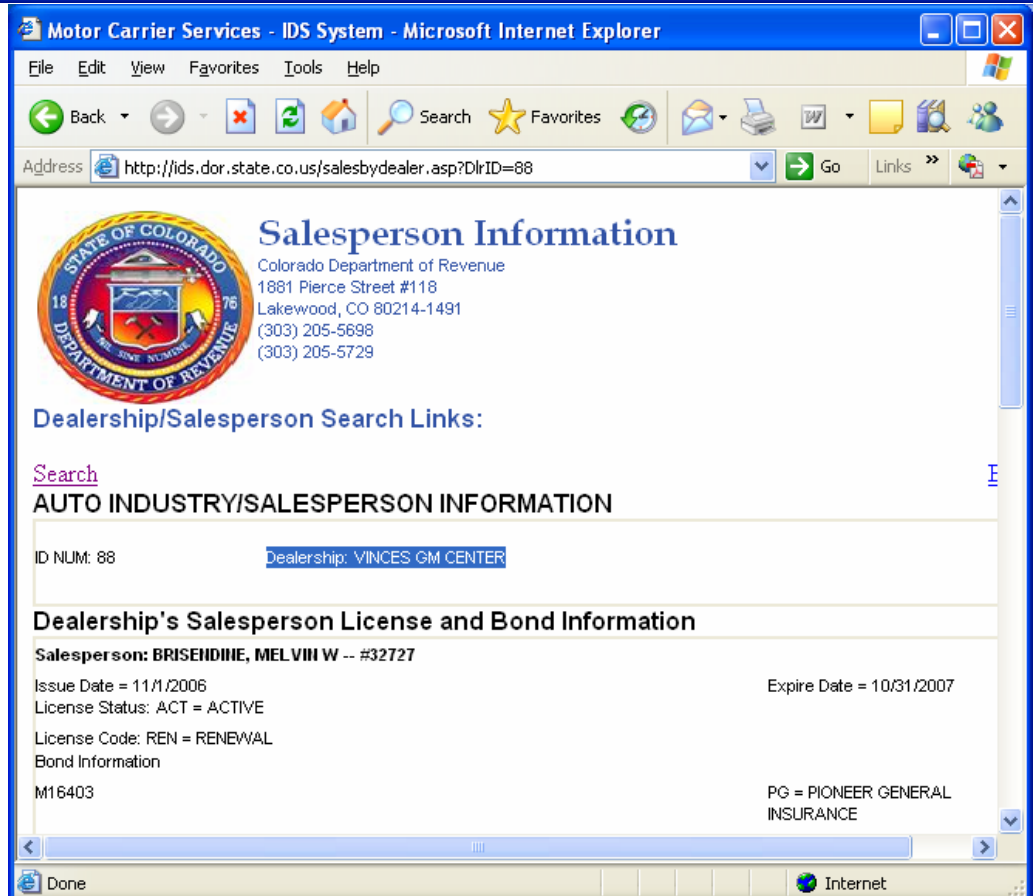 Motor Carrier Services - IDS System - Microsoft Internet Explorer
File Edit View Favorites Tools Help
Back Search Favorites
Address http://ids.dor.state.co.us/salesbydealer.asp?DlrID=88 Go Links »
STATE OF COLORADO
18 76
NIL SINE NUMINE
DEPARTMENT OF REVENUE
Salesperson Information
Colorado Department of Revenue
1881 Pierce Street #118
Lakewood, CO 80214-1491
(303) 205-5698
(303) 205-5729
Dealership/Salesperson Search Links:
Search
AUTO INDUSTRY/SALESPERSON INFORMATION
ID NUM: 88 Dealership: VINCES GM CENTER
Dealership's Salesperson License and Bond Information
Salesperson: BRISENDINE, MELVIN W -- #32727
Issue Date = 11/1/2006 Expire Date = 10/31/2007
License Status: ACT = ACTIVE
License Code: REN = RENEWAL
Bond Information
M16403 PG = PIONEER GENERAL
INSURANCE
Done Internet